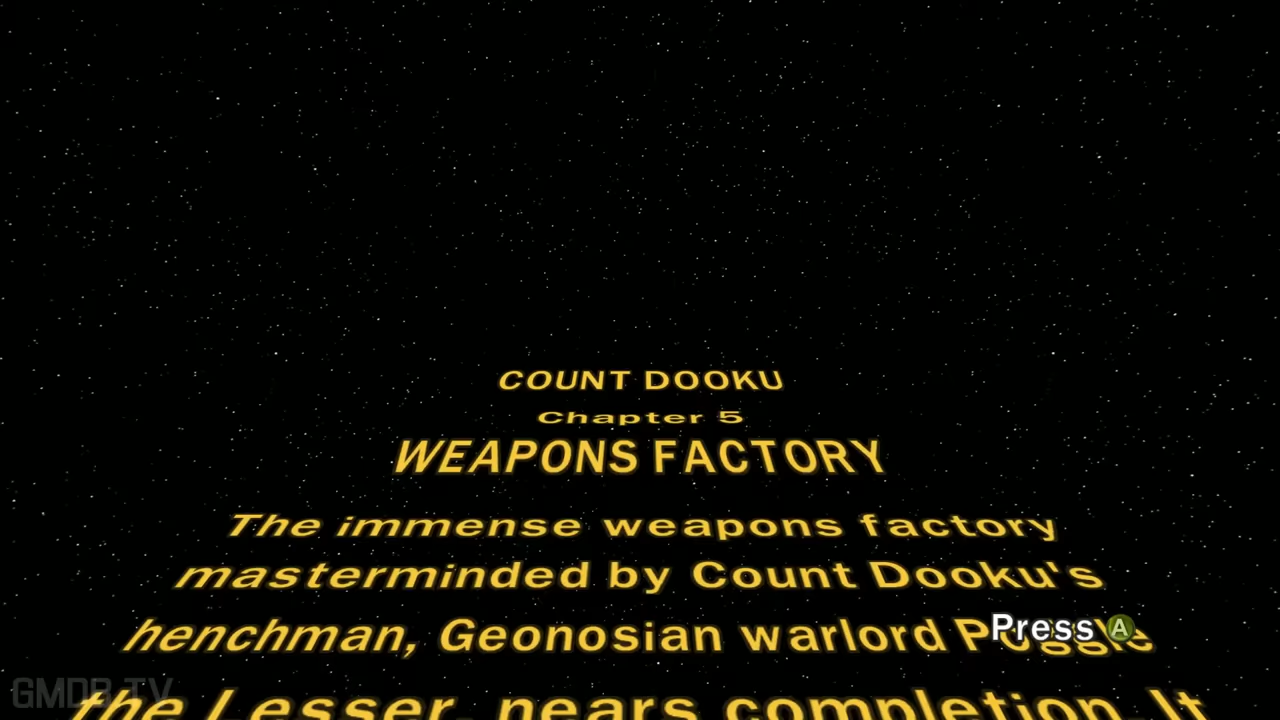 COUNT DOOKU
Chapter 5
WEAPONS FACTORY
The immense weapons factory
masterminded by Count Dooku's
henchman, Geonosian warlord Poggle
Press A
the Lesser, nears completion. It
GMDB.TV